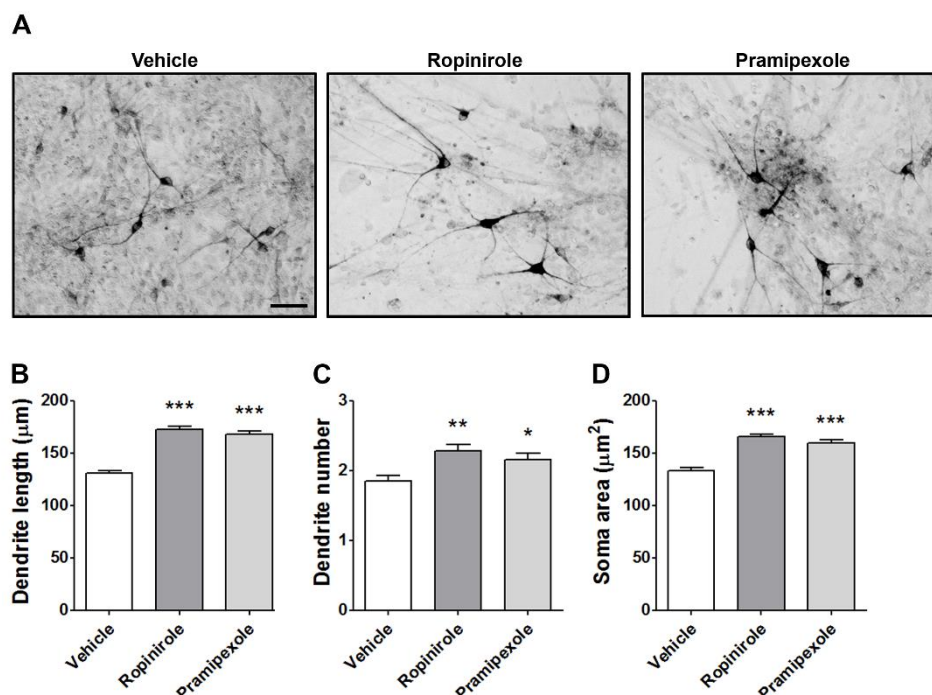 A
Vehicle
Ropinirole
Pramipexole
B
Dendrite length (μm)
200
150
100
50
0
***
***
Vehicle
Ropinirole
Pramipexole
C
Dendrite number
3
2
1
0
**
*
Vehicle
Ropinirole
Pramipexole
D
Soma area (μm²)
200
150
100
50
0
***
***
Vehicle
Ropinirole
Pramipexole